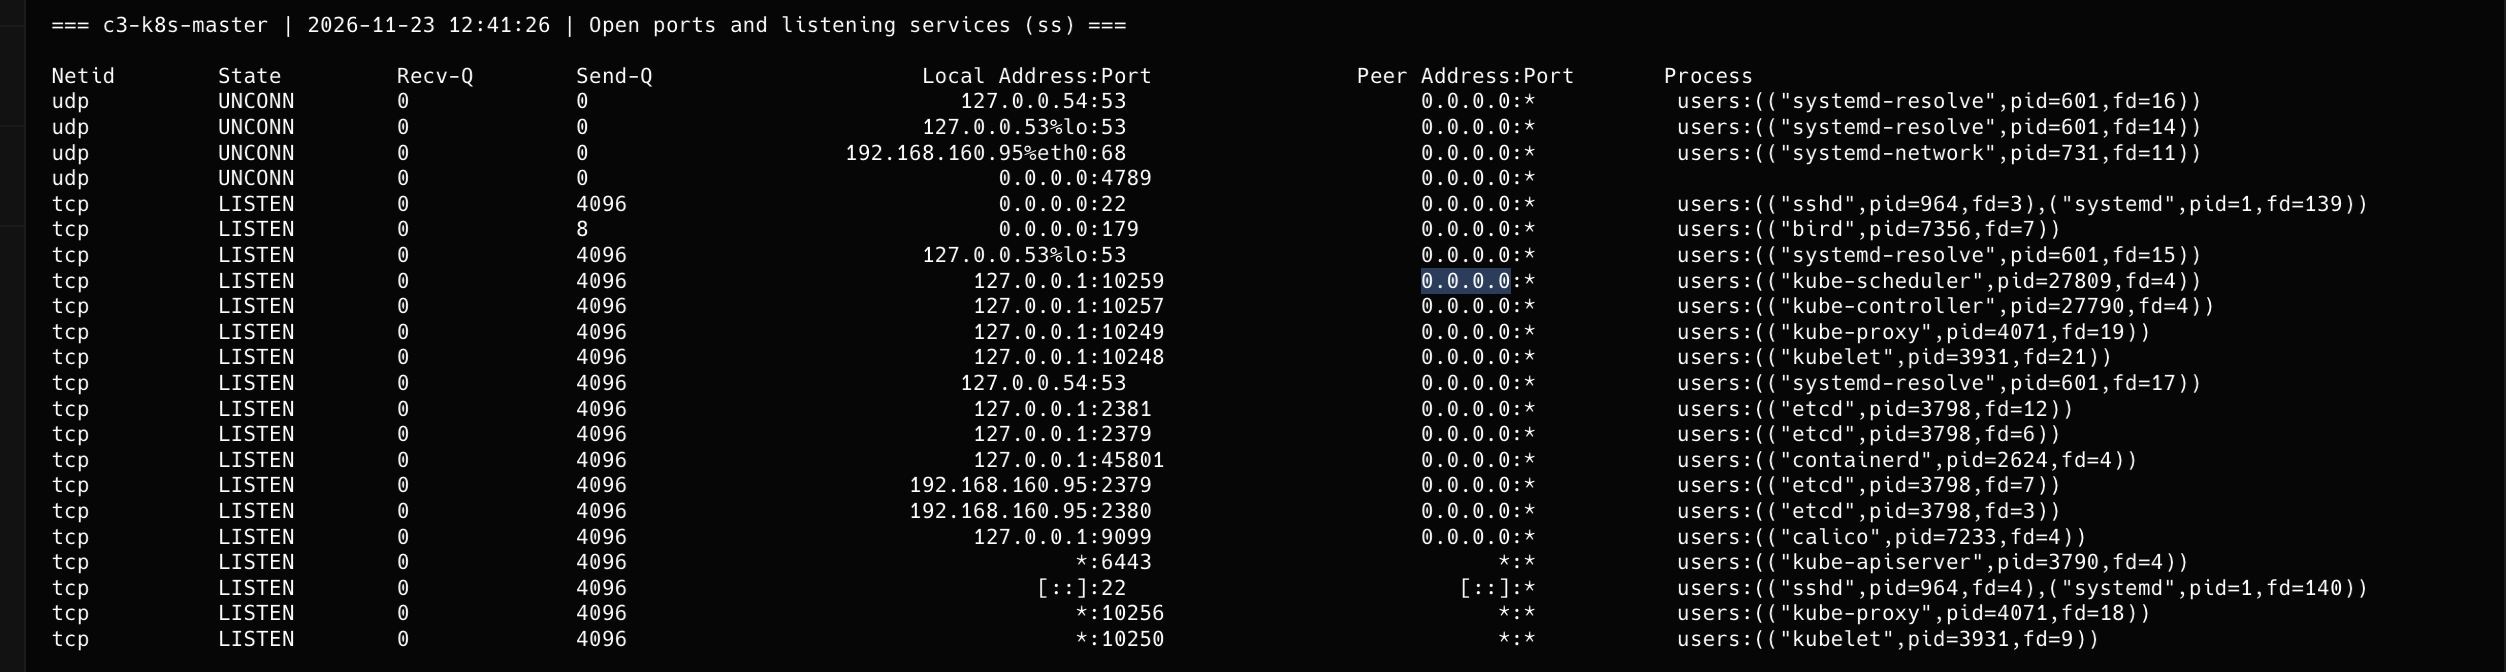 === c3-k8s-master | 2026-11-23 12:41:26 | Open ports and listening services (ss) ===
Netid State Recv-Q Send-Q Local Address:Port Peer Address:Port Process
udp UNCONN 0 0 127.0.0.54:53 0.0.0.0:* users:(("systemd-resolve",pid=601,fd=16))
udp UNCONN 0 0 127.0.0.53%lo:53 0.0.0.0:* users:(("systemd-resolve",pid=601,fd=14))
udp UNCONN 0 0 192.168.160.95%eth0:68 0.0.0.0:* users:(("systemd-network",pid=731,fd=11))
udp UNCONN 0 0 0.0.0.0:4789 0.0.0.0:*
tcp LISTEN 0 4096 0.0.0.0:22 0.0.0.0:* users:(("sshd",pid=964,fd=3),("systemd",pid=1,fd=139))
tcp LISTEN 0 8 0.0.0.0:179 0.0.0.0:* users:(("bird",pid=7356,fd=7))
tcp LISTEN 0 4096 127.0.0.53%lo:53 0.0.0.0:* users:(("systemd-resolve",pid=601,fd=15))
tcp LISTEN 0 4096 127.0.0.1:10259 0.0.0.0:* users:(("kube-scheduler",pid=27809,fd=4))
tcp LISTEN 0 4096 127.0.0.1:10257 0.0.0.0:* users:(("kube-controller",pid=27790,fd=4))
tcp LISTEN 0 4096 127.0.0.1:10249 0.0.0.0:* users:(("kube-proxy",pid=4071,fd=19))
tcp LISTEN 0 4096 127.0.0.1:10248 0.0.0.0:* users:(("kubelet",pid=3931,fd=21))
tcp LISTEN 0 4096 127.0.0.54:53 0.0.0.0:* users:(("systemd-resolve",pid=601,fd=17))
tcp LISTEN 0 4096 127.0.0.1:2381 0.0.0.0:* users:(("etcd",pid=3798,fd=12))
tcp LISTEN 0 4096 127.0.0.1:2379 0.0.0.0:* users:(("etcd",pid=3798,fd=6))
tcp LISTEN 0 4096 127.0.0.1:45801 0.0.0.0:* users:(("containerd",pid=2624,fd=4))
tcp LISTEN 0 4096 192.168.160.95:2379 0.0.0.0:* users:(("etcd",pid=3798,fd=7))
tcp LISTEN 0 4096 192.168.160.95:2380 0.0.0.0:* users:(("etcd",pid=3798,fd=3))
tcp LISTEN 0 4096 127.0.0.1:9099 0.0.0.0:* users:(("calico",pid=7233,fd=4))
tcp LISTEN 0 4096 *:6443 *:* users:(("kube-apiserver",pid=3790,fd=4))
tcp LISTEN 0 4096 [::]:22 [::]:* users:(("sshd",pid=964,fd=4),("systemd",pid=1,fd=140))
tcp LISTEN 0 4096 *:10256 *:* users:(("kube-proxy",pid=4071,fd=18))
tcp LISTEN 0 4096 *:10250 *:* users:(("kubelet",pid=3931,fd=9))